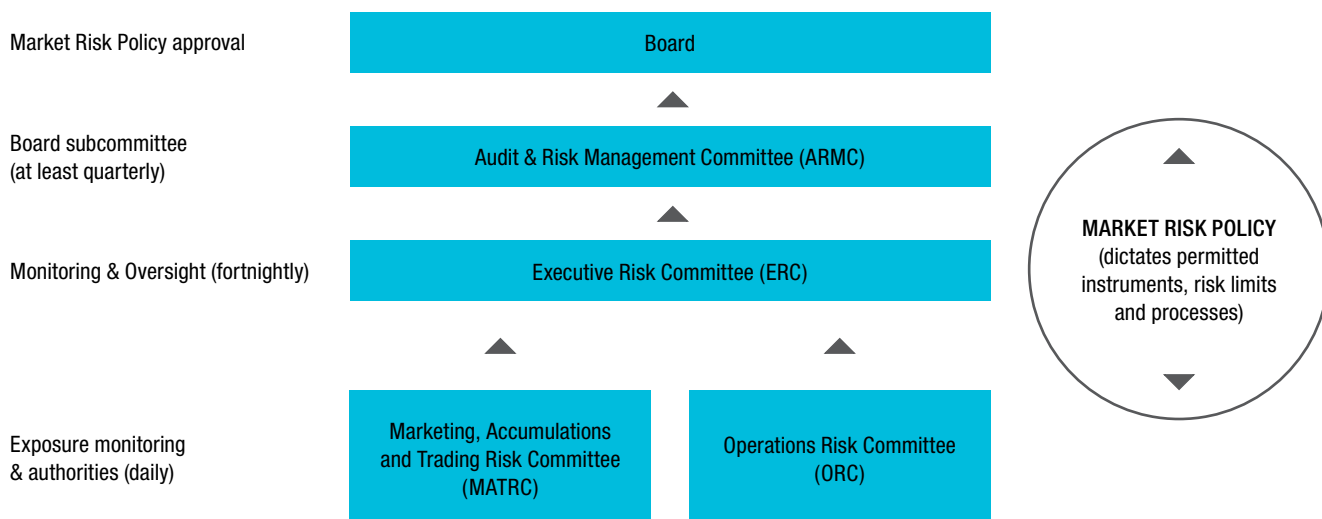 Market Risk Policy approval
Board
Board subcommittee
(at least quarterly)
Audit & Risk Management Committee (ARMC)
Monitoring & Oversight (fortnightly)
Executive Risk Committee (ERC)
MARKET RISK POLICY
(dictates permitted
instruments, risk limits
and processes)
Exposure monitoring
& authorities (daily)
Marketing, Accumulations
and Trading Risk Committee
(MATRC)
Operations Risk Committee
(ORC)